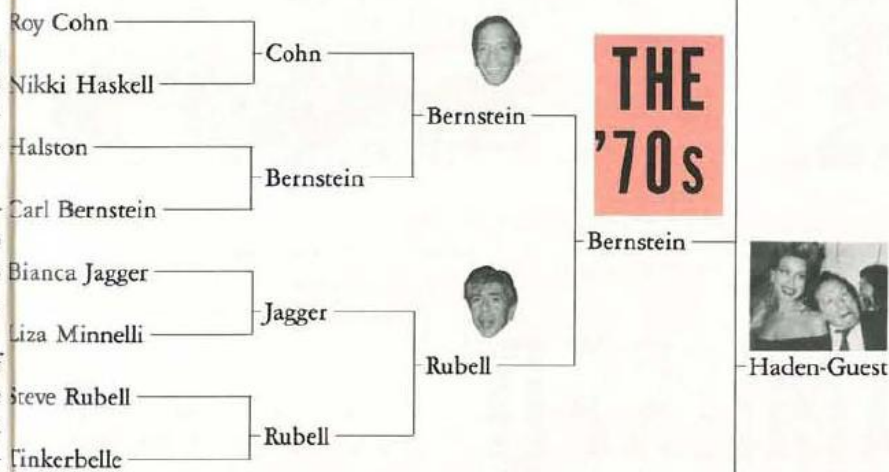 Roy Cohn
Nikki Haskell
Halston
Carl Bernstein
Bianca Jagger
Liza Minnelli
Steve Rubell
Tinkerbelle
Cohn
Bernstein
Jagger
Rubell
Bernstein
Rubell
THE
'70s
Bernstein
Haden-Guest